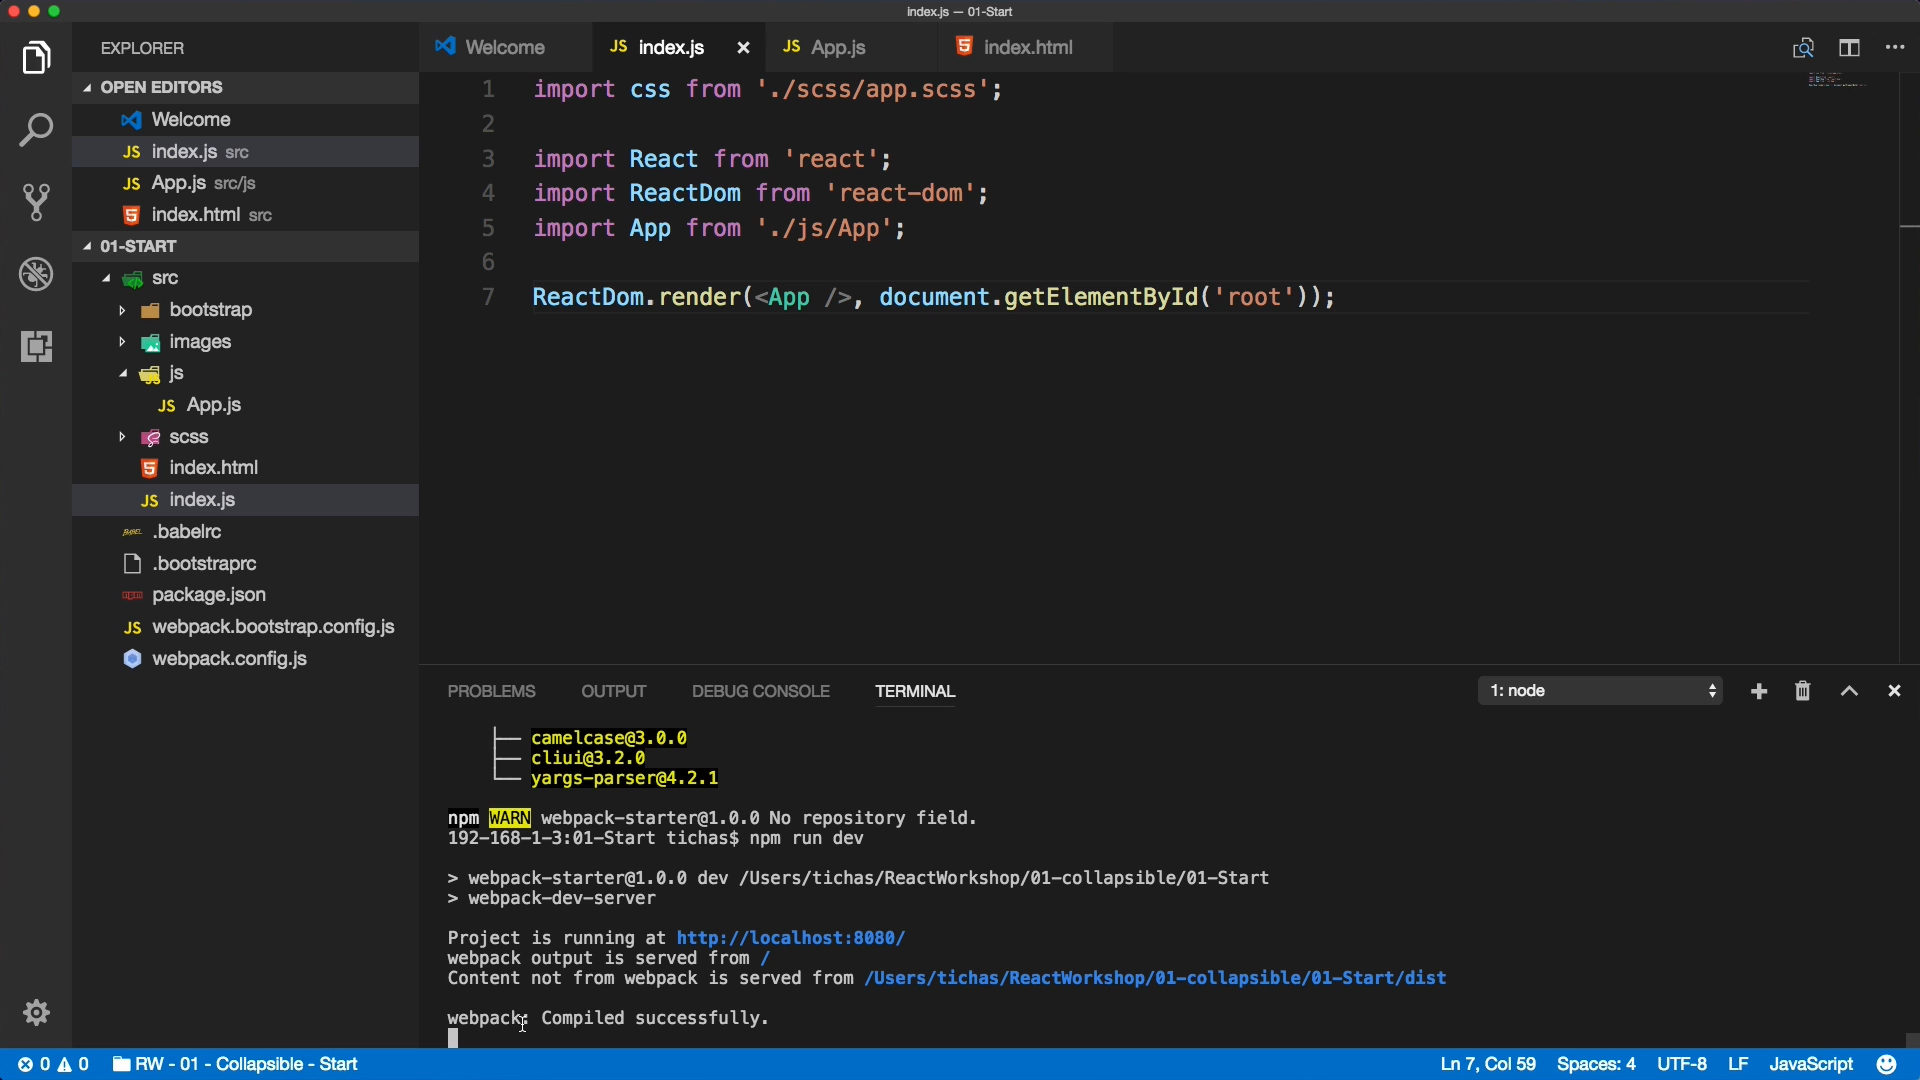 index.js — 01-Start
EXPLORER
OPEN EDITORS
Welcome
JS index.js src
JS App.js src/js
index.html src
01-START
src
bootstrap
images
js
JS App.js
scss
index.html
JS index.js
.babelrc
.bootstraprc
package.json
JS webpack.bootstrap.config.js
webpack.config.js
Welcome
JS index.js
JS App.js
index.html
1 import css from './scss/app.scss';
2
3 import React from 'react';
4 import ReactDom from 'react-dom';
5 import App from './js/App';
6
7 ReactDom.render(<App />, document.getElementById('root'));
PROBLEMS OUTPUT DEBUG CONSOLE TERMINAL
1: node
├── camelcase@3.0.0
├── cliui@3.2.0
└── yargs-parser@4.2.1
npm WARN webpack-starter@1.0.0 No repository field.
192-168-1-3:01-Start tichas$ npm run dev
> webpack-starter@1.0.0 dev /Users/tichas/ReactWorkshop/01-collapsible/01-Start
> webpack-dev-server
Project is running at http://localhost:8080/
webpack output is served from /
Content not from webpack is served from /Users/tichas/ReactWorkshop/01-collapsible/01-Start/dist
webpack: Compiled successfully.
0 0 RW - 01 - Collapsible - Start
Ln 7, Col 59 Spaces: 4 UTF-8 LF JavaScript